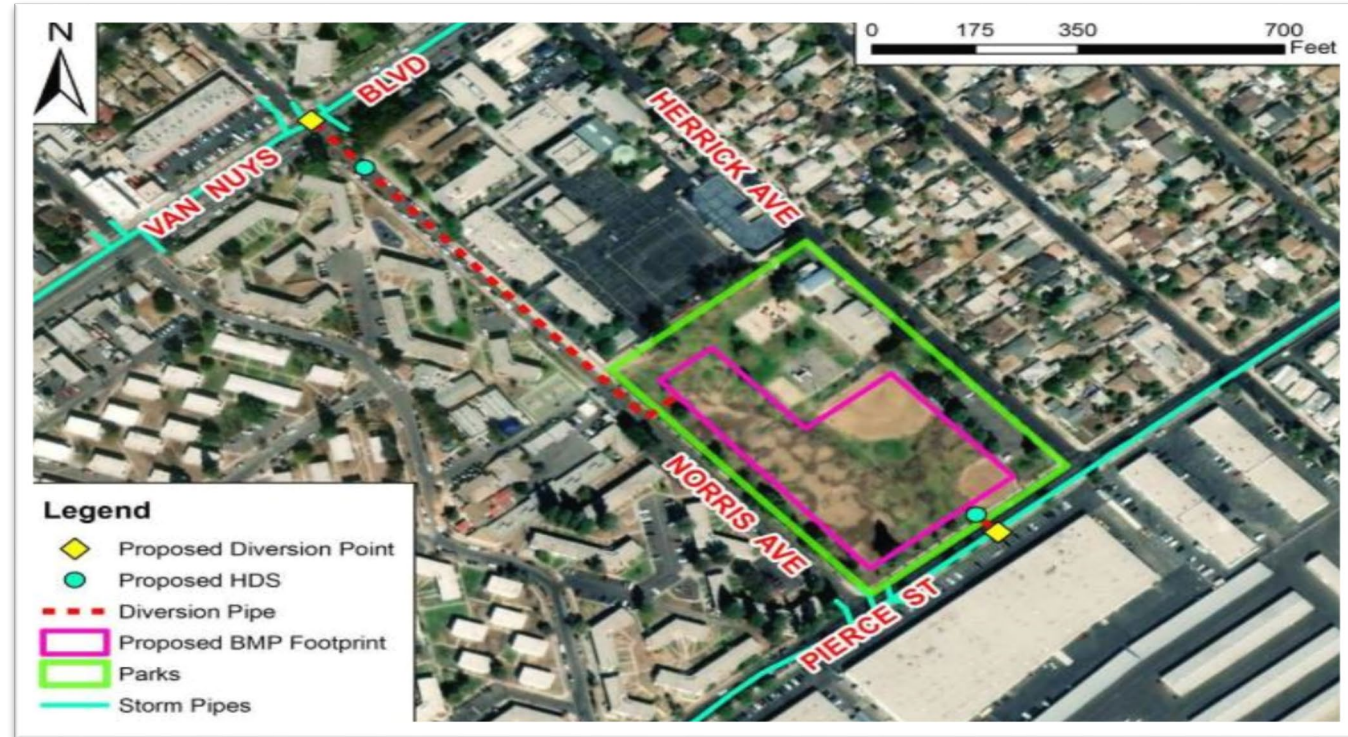 N
0 175 350 700
Feet
VAN NUYS BLVD
HERRICK AVE
NORRIS AVE
PIERCE ST
Legend
Proposed Diversion Point
Proposed HDS
Diversion Pipe
Proposed BMP Footprint
Parks
Storm Pipes